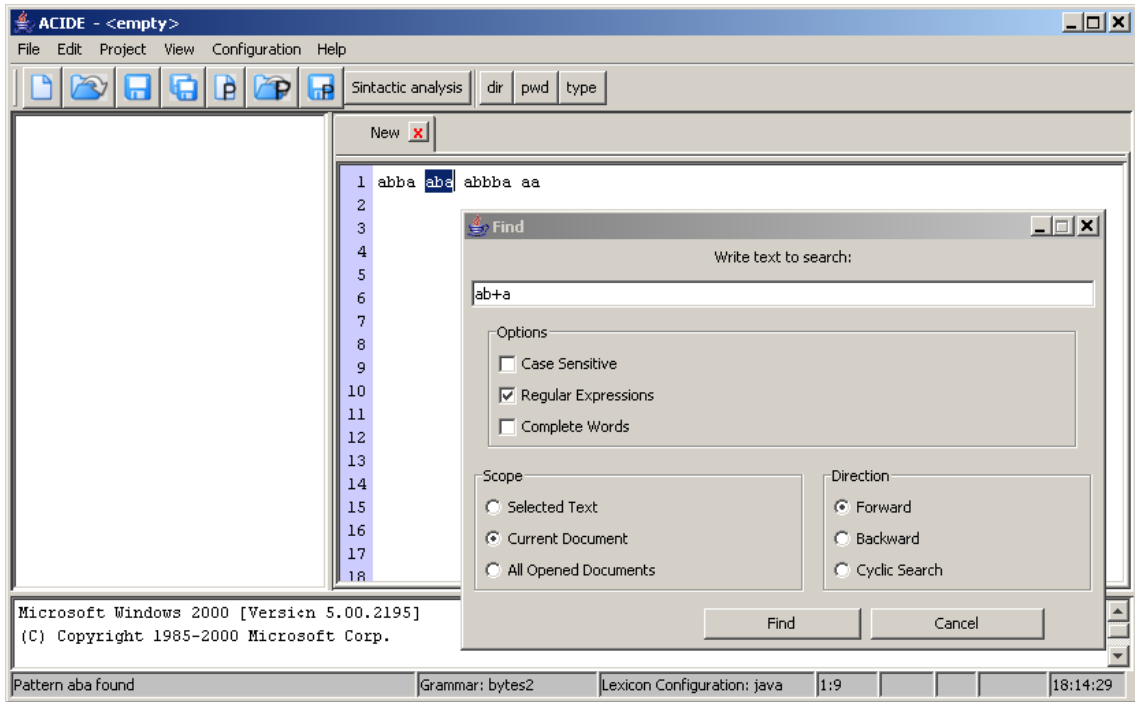 ACIDE - <empty>
File Edit Project View Configuration Help
P P P Sintactic analysis dir pwd type
New x
1 abba aba abbba aa
2
3
4
5
6
7
8
9
10
11
12
13
14
15
16
17
18
Find
Write text to search:
ab+a
Options
Case Sensitive
Regular Expressions
Complete Words
Scope
Selected Text
Current Document
All Opened Documents
Direction
Forward
Backward
Cyclic Search
Find Cancel
Microsoft Windows 2000 [Versi¢n 5.00.2195]
(C) Copyright 1985-2000 Microsoft Corp.
Pattern aba found Grammar: bytes2 Lexicon Configuration: java 1:9 18:14:29